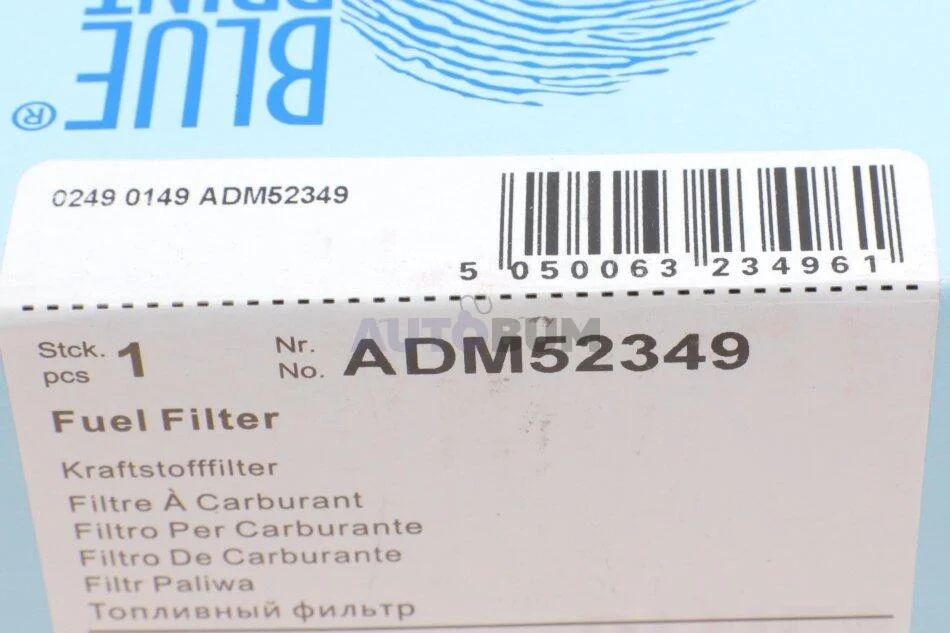 BLUE PRINT ®
0249 0149 ADM52349
5 050063 234961
AUTORUM
Stck. 1 Nr. ADM52349
pcs No.
Fuel Filter
Kraftstofffilter
Filtre À Carburant
Filtro Per Carburante
Filtro De Carburante
Filtr Paliwa
Топливный фильтр